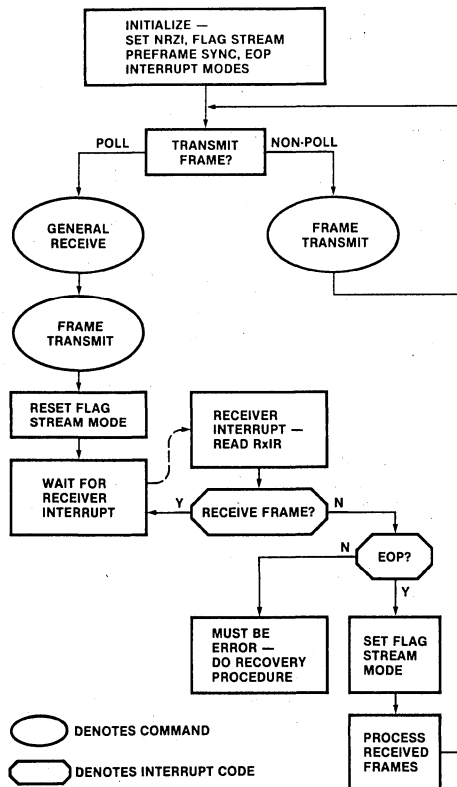 INITIALIZE —
SET NRZI, FLAG STREAM
PREFRAME SYNC, EOP
INTERRUPT MODES
POLL
TRANSMIT
FRAME?
NON-POLL
GENERAL
RECEIVE
FRAME
TRANSMIT
FRAME
TRANSMIT
RESET FLAG
STREAM MODE
RECEIVER
INTERRUPT —
READ RxIR
WAIT FOR
RECEIVER
INTERRUPT
Y
RECEIVE FRAME?
N
N
EOP?
Y
MUST BE
ERROR —
DO RECOVERY
PROCEDURE
SET FLAG
STREAM
MODE
PROCESS
RECEIVED
FRAMES
DENOTES COMMAND
DENOTES INTERRUPT CODE